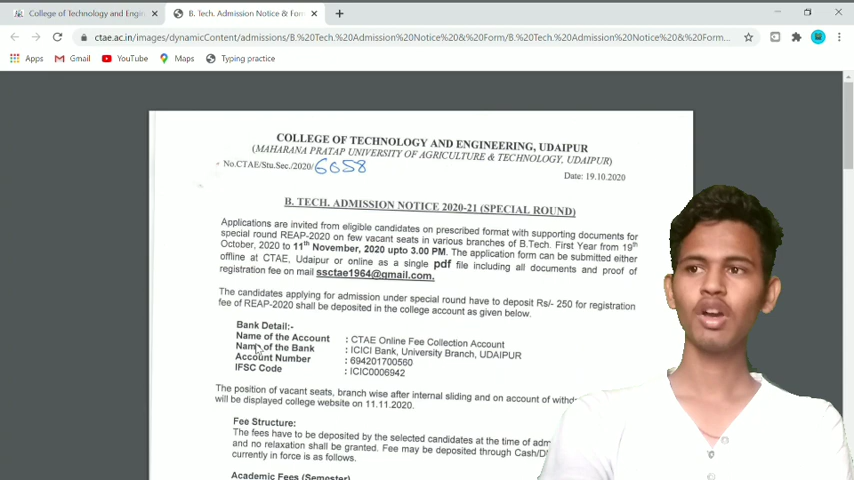 College of Technology and Engin
B. Tech. Admission Notice & Form
ctae.ac.in/images/dynamicContent/admissions/B.%20Tech.%20Admission%20Notice%20&%20Form/B.%20Tech.%20Admission%20Notice%20&%20Form...
Apps Gmail YouTube Maps Typing practice
COLLEGE OF TECHNOLOGY AND ENGINEERING, UDAIPUR
(MAHARANA PRATAP UNIVERSITY OF AGRICULTURE & TECHNOLOGY, UDAIPUR)
No.CTAE/Stu.Sec./2020/6658
Date: 19.10.2020
B. TECH. ADMISSION NOTICE 2020-21 (SPECIAL ROUND)
Applications are invited from eligible candidates on prescribed format with supporting documents for
special round REAP-2020 on few vacant seats in various branches of B.Tech. First Year from 19th
October, 2020 to 11th November, 2020 upto 3.00 PM. The application form can be submitted either
offline at CTAE, Udaipur or online as a single pdf file including all documents and proof of
registration fee on mail ssctae1964@gmail.com.
The candidates applying for admission under special round have to deposit Rs/- 250 for registration
fee of REAP-2020 shall be deposited in the college account as given below.
Bank Detail:-
Name of the Account : CTAE Online Fee Collection Account
Name of the Bank : ICICI Bank, University Branch, UDAIPUR
Account Number : 694201700560
IFSC Code : ICIC0006942
The position of vacant seats, branch wise after internal sliding and on account of withd
will be displayed college website on 11.11.2020.
Fee Structure:
The fees have to be deposited by the selected candidates at the time of adm
and no relaxation shall be granted. Fee may be deposited through Cash/D
currently in force is as follows.
Academic Fees (Semester)